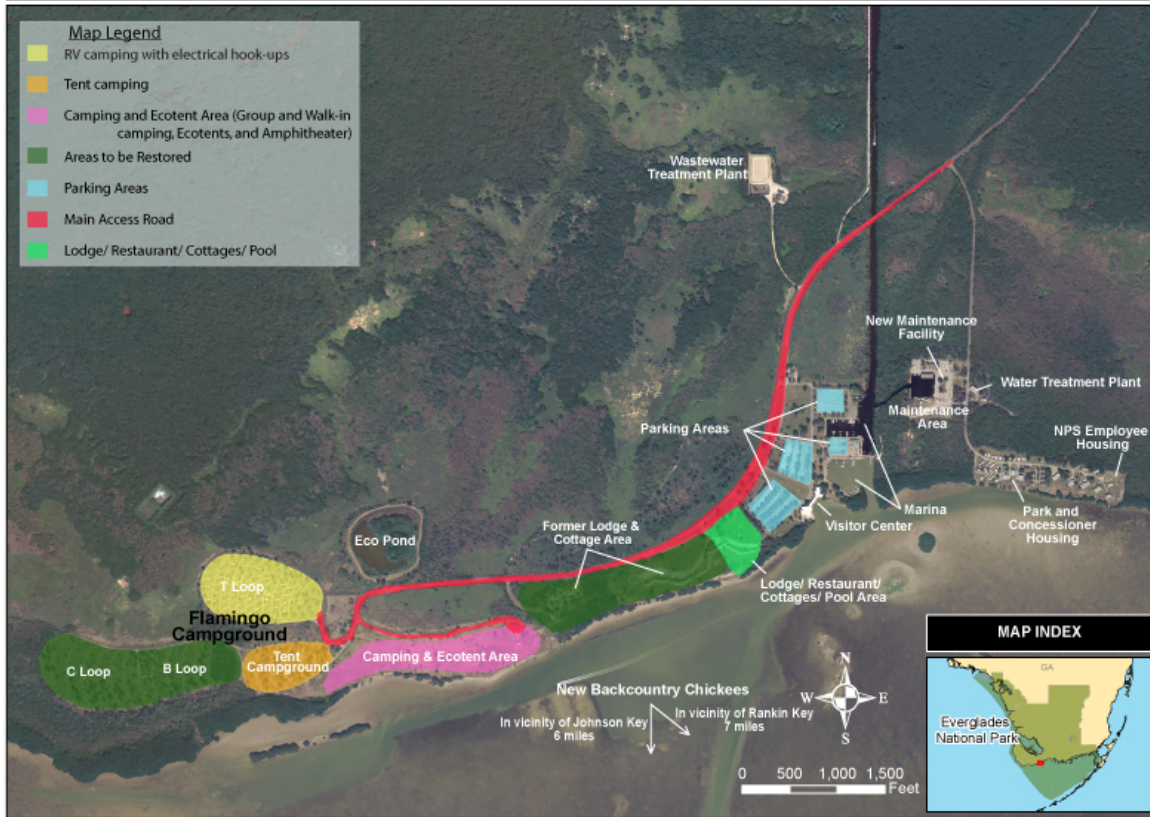 Map Legend
RV camping with electrical hook-ups
Tent camping
Camping and Ecotent Area (Group and Walk-in
camping, Ecotents, and Amphitheater)
Areas to be Restored
Parking Areas
Main Access Road
Lodge/ Restaurant/ Cottages/ Pool
Wastewater
Treatment Plant
New Maintenance
Facility
Water Treatment Plant
Maintenance
Area
Parking Areas
NPS Employee
Housing
Marina
Park and
Concessioner
Housing
Visitor Center
Former Lodge &
Cottage Area
Eco Pond
Lodge/ Restaurant/
Cottages/ Pool Area
T Loop
Flamingo
Campground
C Loop
B Loop
Tent
Campground
Camping & Ecotent Area
New Backcountry Chickees
In vicinity of Johnson Key
6 miles
In vicinity of Rankin Key
7 miles
N
W
E
S
0 500 1,000 1,500
Feet
MAP INDEX
GA
Everglades
National Park